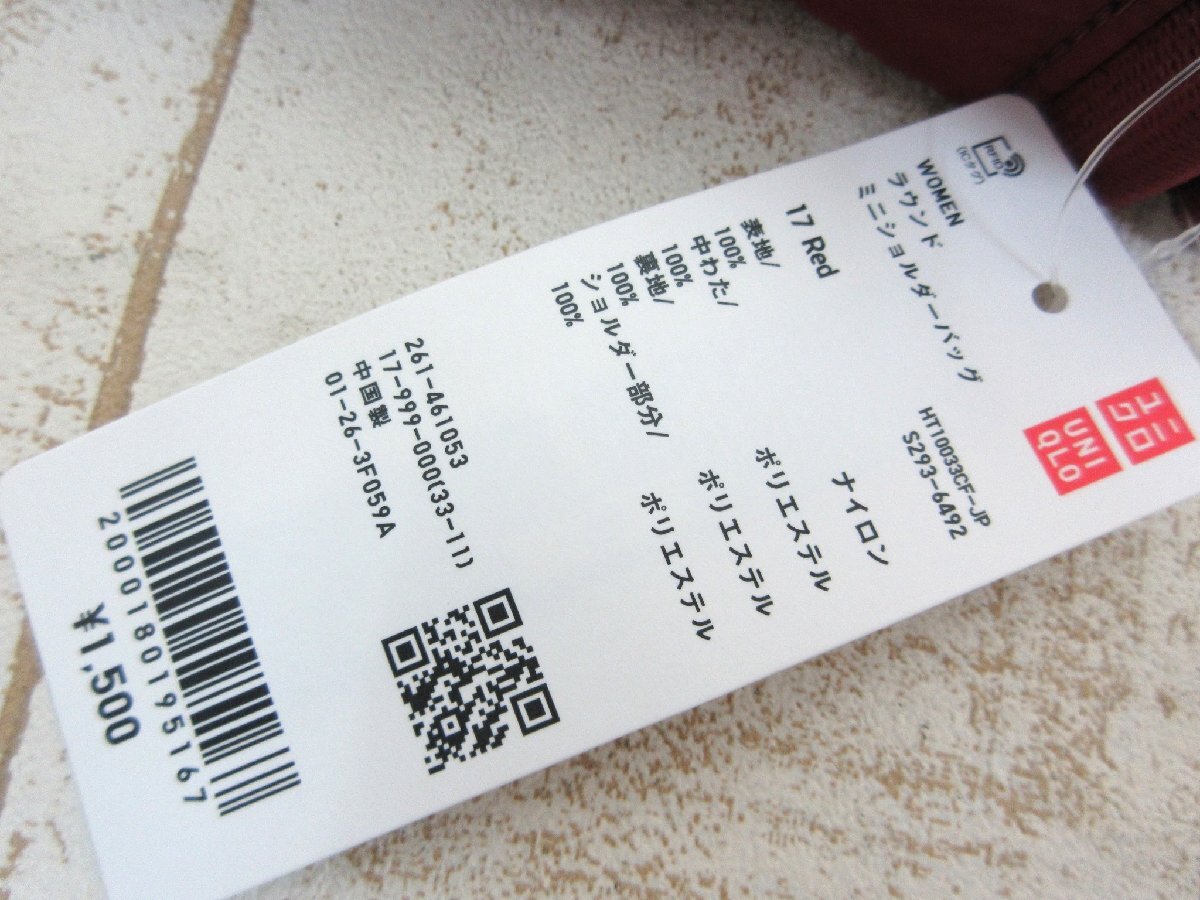 RFID
(ICタグ)
ユニ
クロ
UNI
QLO
WOMEN
ラウンド
ミニショルダーバッグ
HT10033CF-JP
S293-6492
17 Red
表地/
100% ナイロン
中わた/
100% ポリエステル
裏地/
100% ポリエステル
ショルダー部分/
100% ポリエステル
261-461053
17-999-000(33-11)
中国製
01-26-3F059A
2000180195167
¥1,500